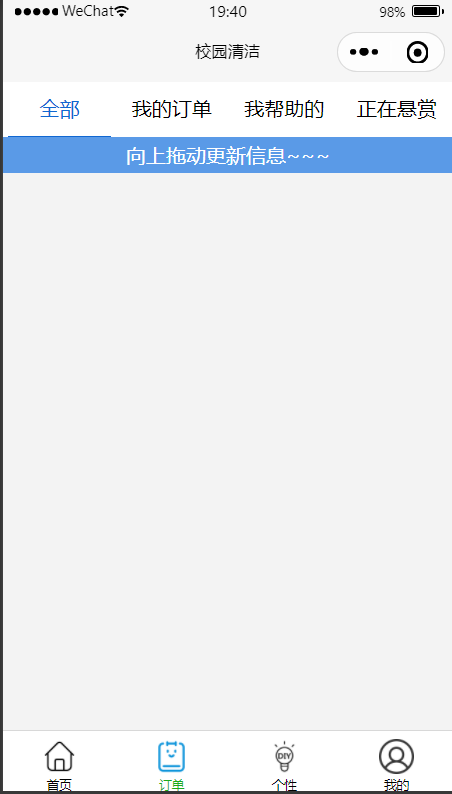 WeChat 19:40 98%
校园清洁
全部 我的订单 我帮助的 正在悬赏
向上拖动更新信息~~~
DIY
首页 订单 个性 我的